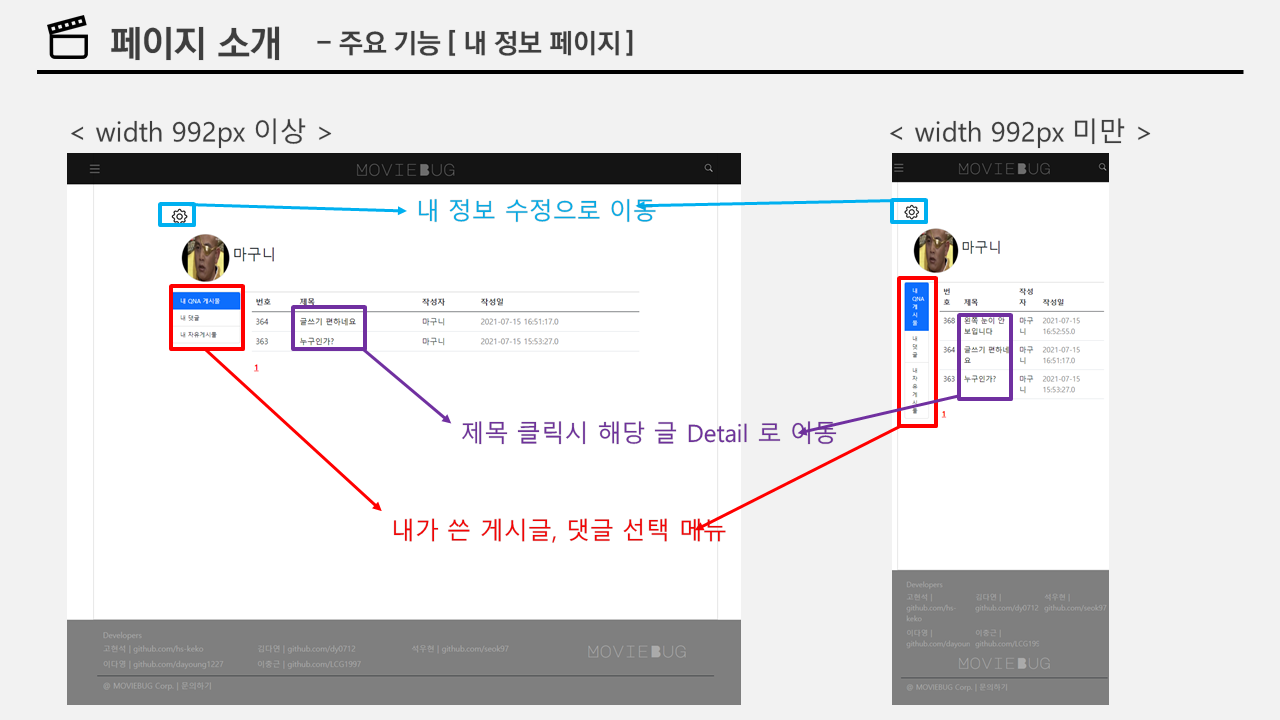 페이지 소개 - 주요 기능 [ 내 정보 페이지 ]
< width 992px 이상 >
MOVIEBUG
내 정보 수정으로 이동
마구니
내 QNA 게시물
내 댓글
내 자유게시물
번호 제목 작성자 작성일
364 글쓰기 편하네요 마구니 2021-07-15 16:51:17.0
363 누구인가? 마구니 2021-07-15 15:53:27.0
1
제목 클릭시 해당 글 Detail 로 이동
내가 쓴 게시글, 댓글 선택 메뉴
Developers
고현석 | github.com/hs-keko 김다연 | github.com/dy0712 석우현 | github.com/seok97
이다영 | github.com/dayoung1227 이중근 | github.com/LCG1997
MOVIEBUG
@ MOVIEBUG Corp. | 문의하기
< width 992px 미만 >
MOVIEBUG
마구니
내
QNA
게
시
물
내
댓
글
내
자
유
게
시
물
번
호 제목 작성
자 작성일
368 왼쪽 눈이 안
보입니다 마구
니 2021-07-15
16:52:55.0
364 글쓰기 편하네
요 마구
니 2021-07-15
16:51:17.0
363 누구인가? 마구
니 2021-07-15
15:53:27.0
1
Developers
고현석 | 김다연 | 석우현 |
github.com/hs- github.com/dy0712 github.com/seok97
keko
이다영 | 이중근 |
github.com/dayoun github.com/LCG195
MOVIEBUG
@ MOVIEBUG Corp. | 문의하기